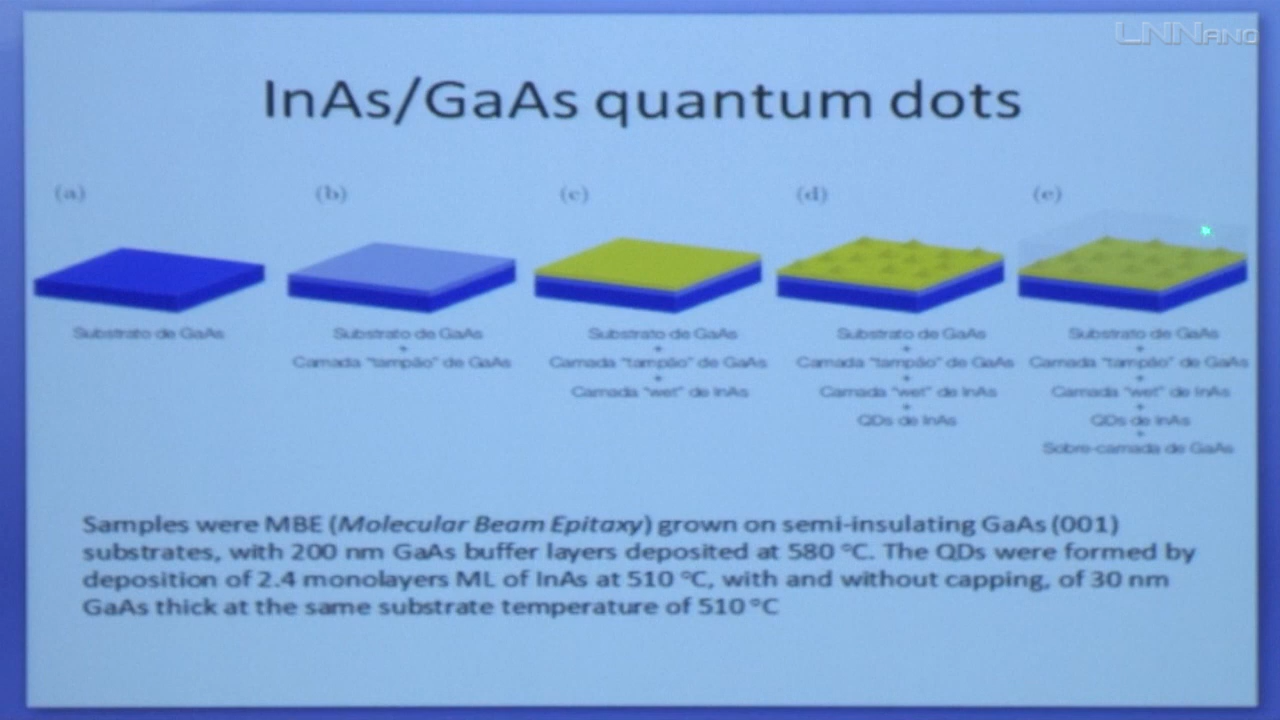 LNNANO
InAs/GaAs quantum dots
(a)
(b)
(c)
(d)
(e)
Substrato de GaAs
Substrato de GaAs
+
Camada "tampão" de GaAs
Substrato de GaAs
+
Camada "tampão" de GaAs
+
Camada "wet" de InAs
Substrato de GaAs
+
Camada "tampão" de GaAs
+
Camada "wet" de InAs
+
QDs de InAs
Substrato de GaAs
+
Camada "tampão" de GaAs
+
Camada "wet" de InAs
+
QDs de InAs
+
Sobre-camada de GaAs
Samples were MBE (Molecular Beam Epitaxy) grown on semi-insulating GaAs (001)
substrates, with 200 nm GaAs buffer layers deposited at 580 °C. The QDs were formed by
deposition of 2.4 monolayers ML of InAs at 510 °C, with and without capping, of 30 nm
GaAs thick at the same substrate temperature of 510 °C